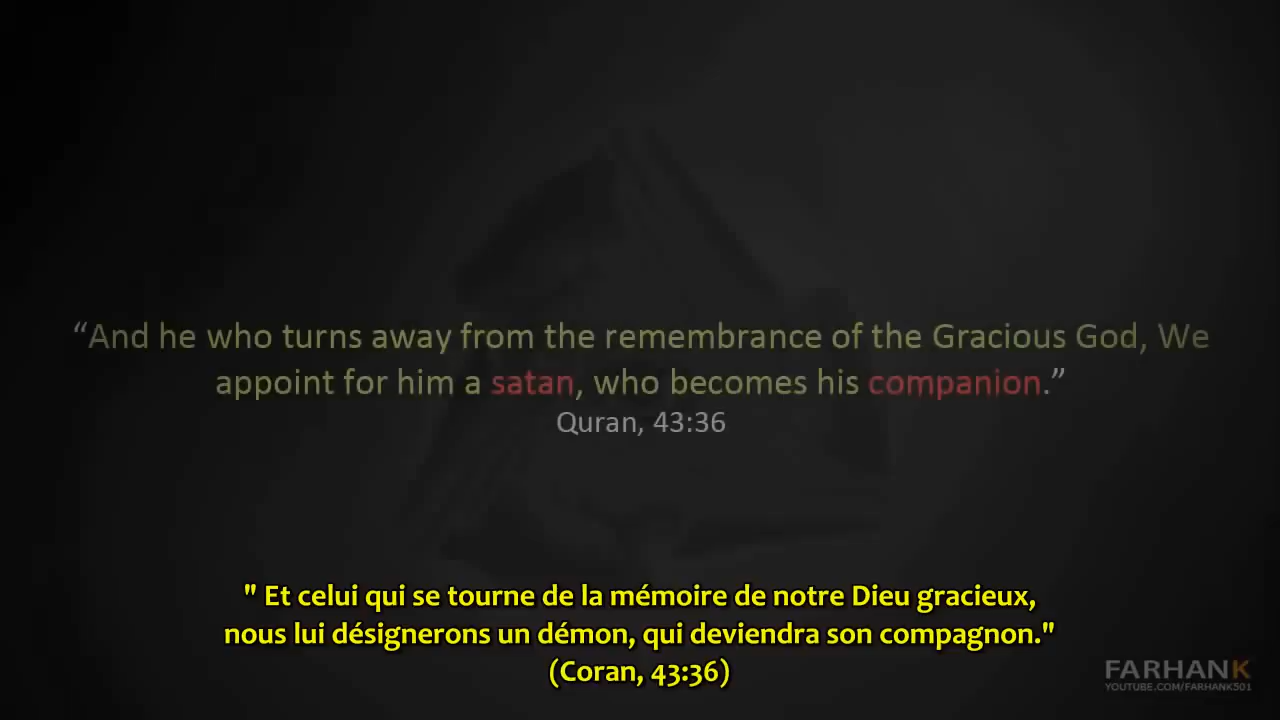 “And he who turns away from the remembrance of the Gracious God, We
appoint for him a satan, who becomes his companion.”
Quran, 43:36
" Et celui qui se tourne de la mémoire de notre Dieu gracieux,
nous lui désignerons un démon, qui deviendra son compagnon."
(Coran, 43:36)
FARHANK
YOUTUBE.COM/FARHANK501